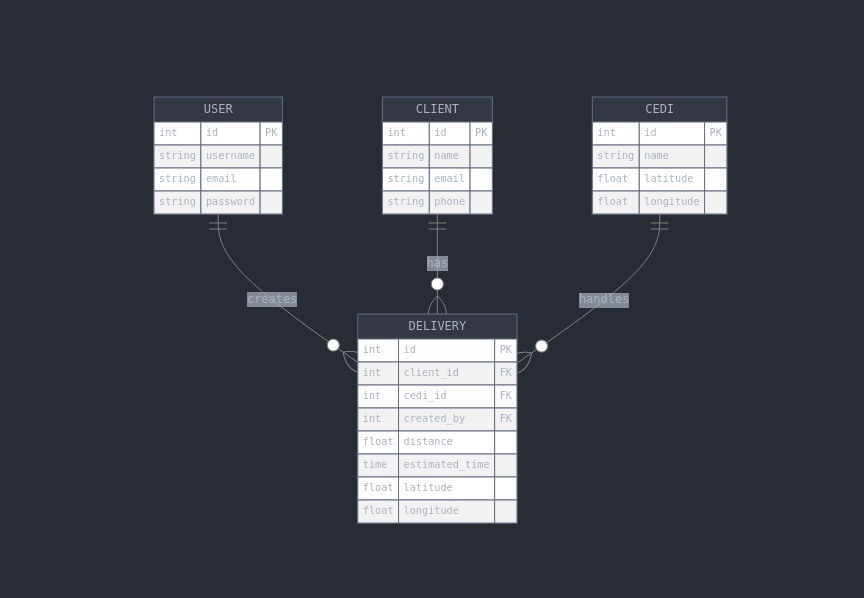 USER
int id PK
string username
string email
string password
CLIENT
int id PK
string name
string email
string phone
CEDI
int id PK
string name
float latitude
float longitude
creates
has
handles
DELIVERY
int id PK
int client_id FK
int cedi_id FK
int created_by FK
float distance
time estimated_time
float latitude
float longitude